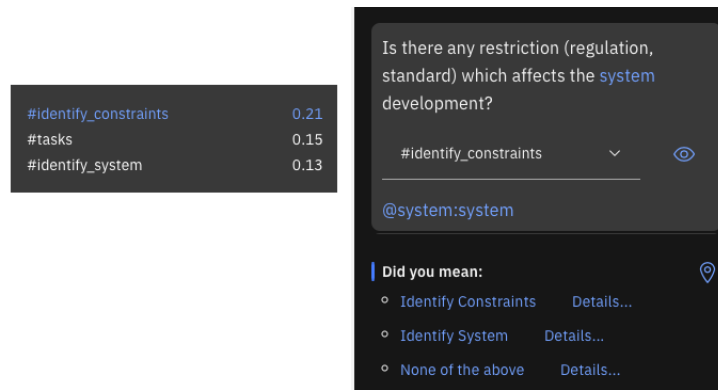 #identify_constraints 0.21
#tasks 0.15
#identify_system 0.13
Is there any restriction (regulation,
standard) which affects the system
development?
#identify_constraints
@system:system
Did you mean:
Identify Constraints Details...
Identify System Details...
None of the above Details...